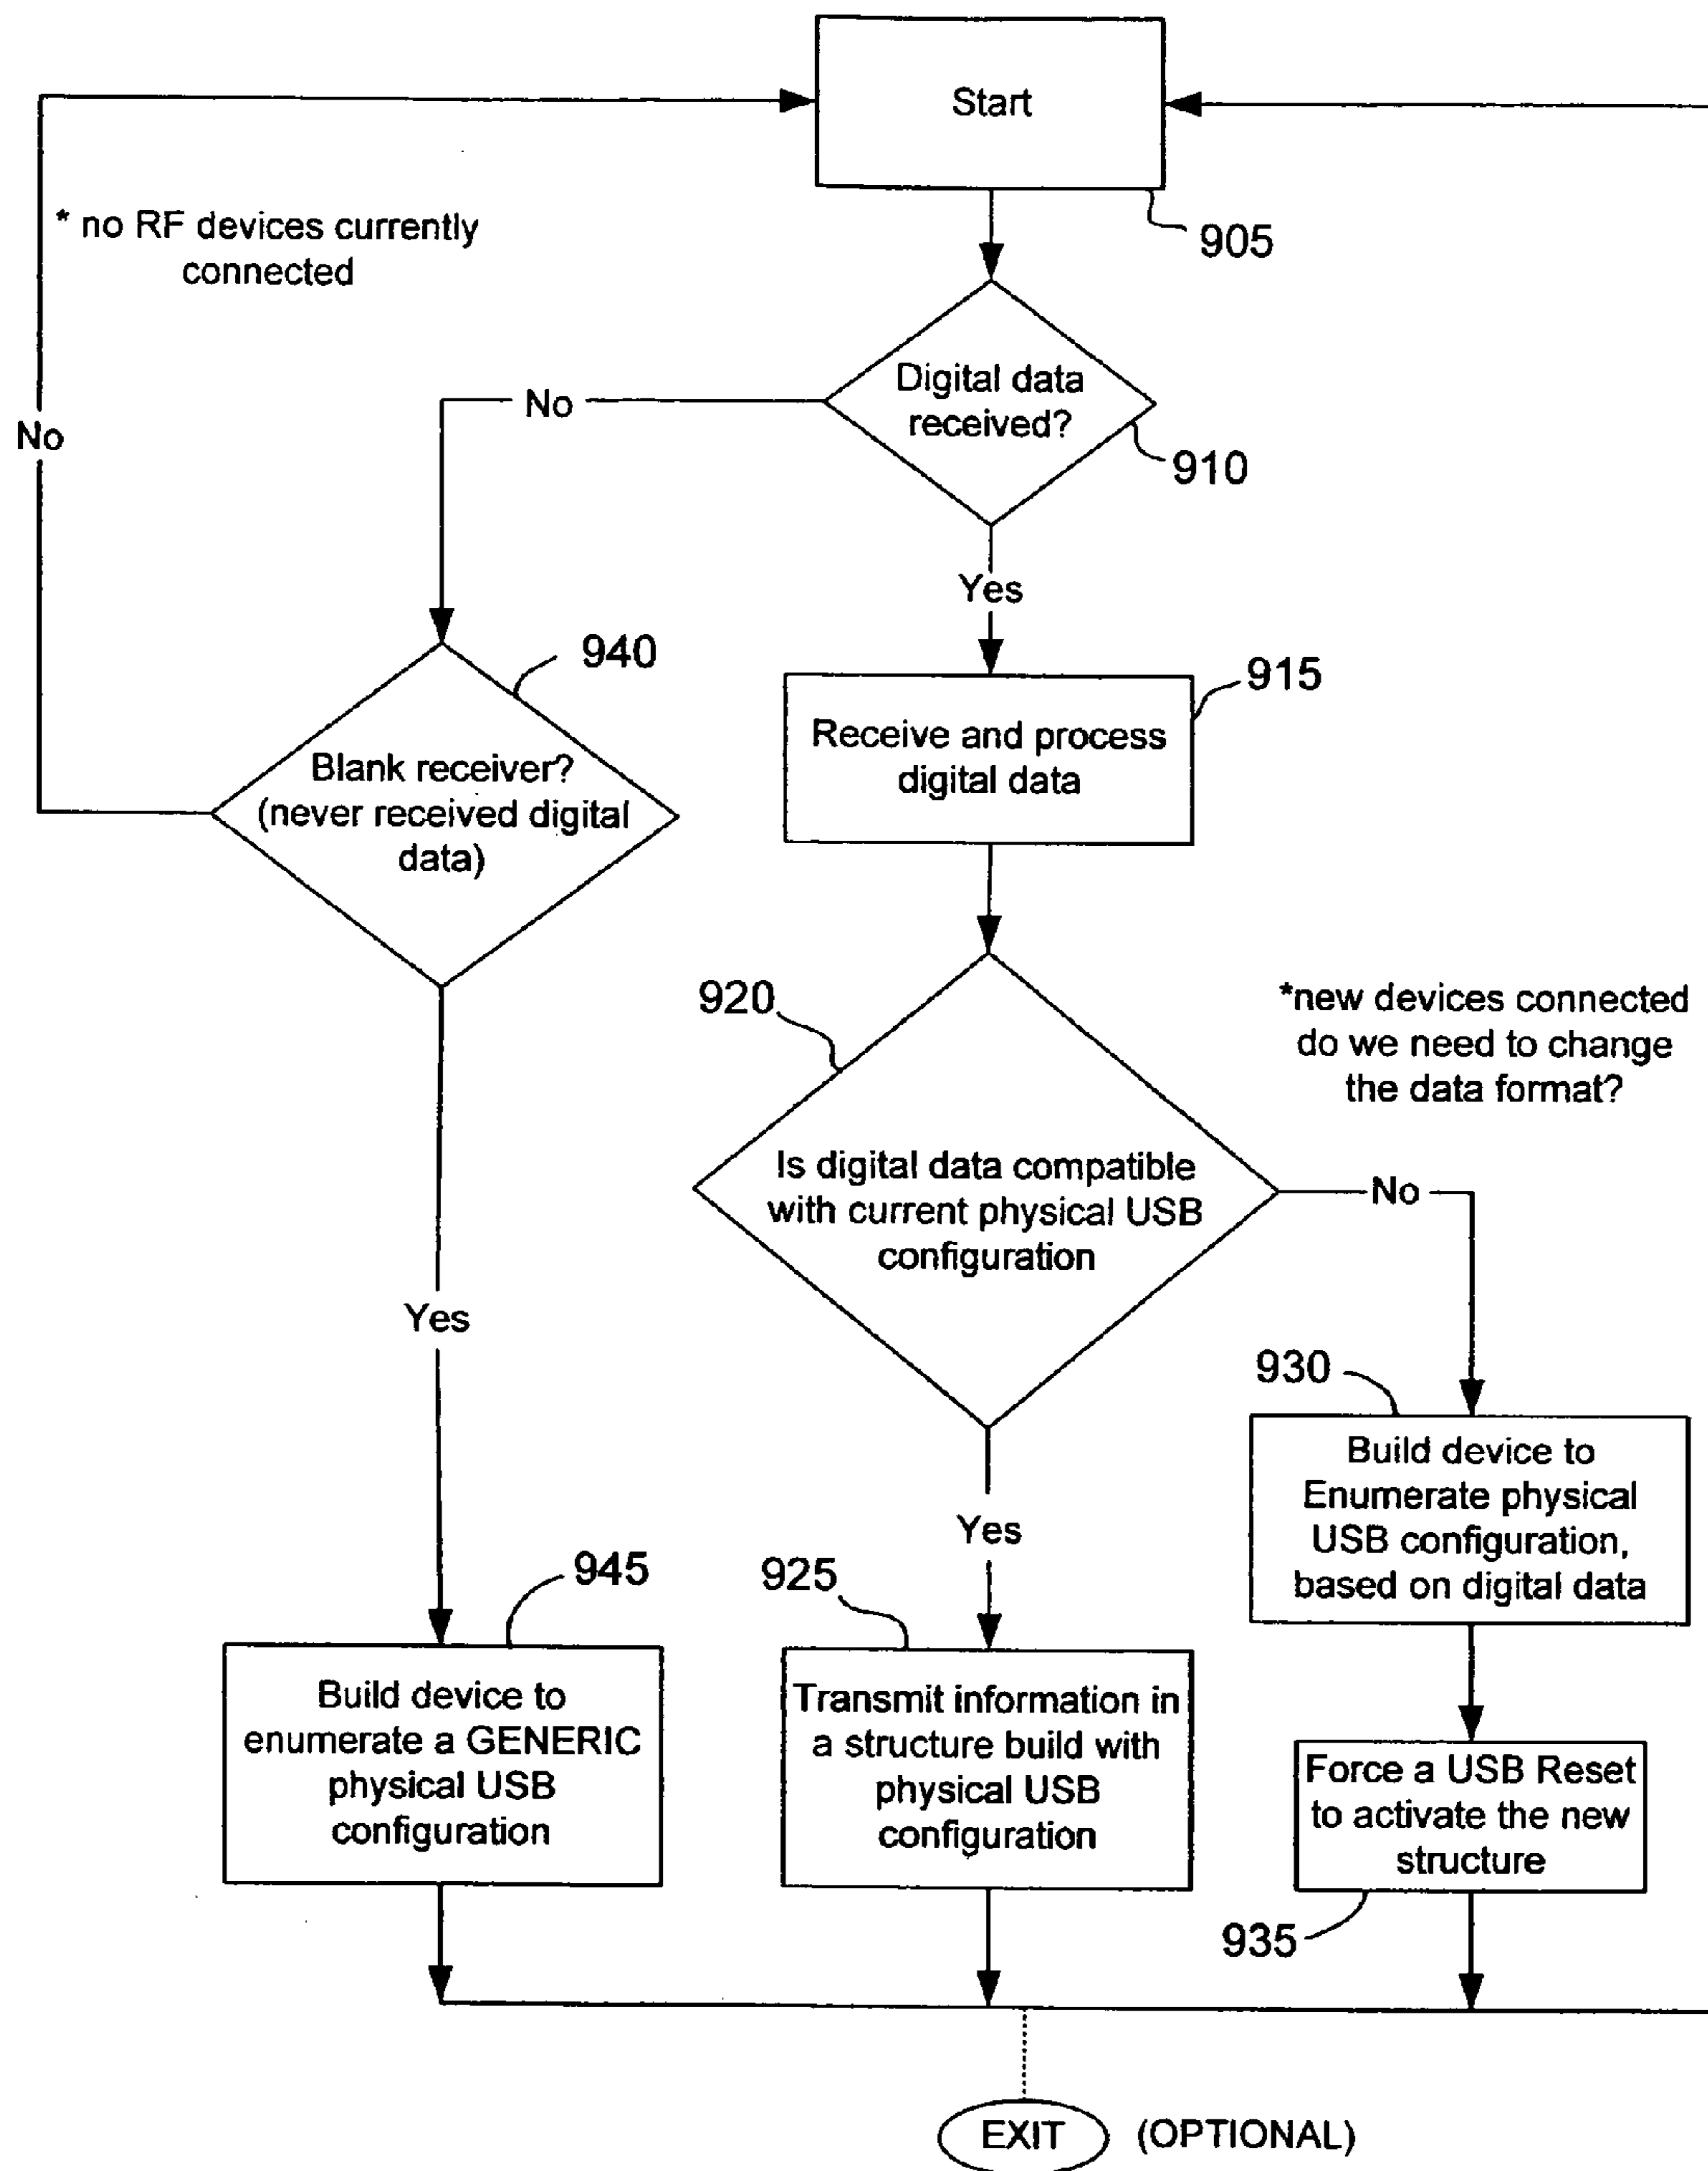 Start
905
* no RF devices currently
connected
Digital data
received?
910
No
No
Yes
940
Blank receiver?
(never received digital
data)
915
Receive and process
digital data
920
*new devices connected
do we need to change
the data format?
Is digital data compatible
with current physical USB
configuration
No
Yes
Yes
930
Build device to
Enumerate physical
USB configuration,
based on digital data
945
Build device to
enumerate a GENERIC
physical USB
configuration
925
Transmit information in
a structure build with
physical USB
configuration
Force a USB Reset
to activate the new
structure
935
EXIT
(OPTIONAL)